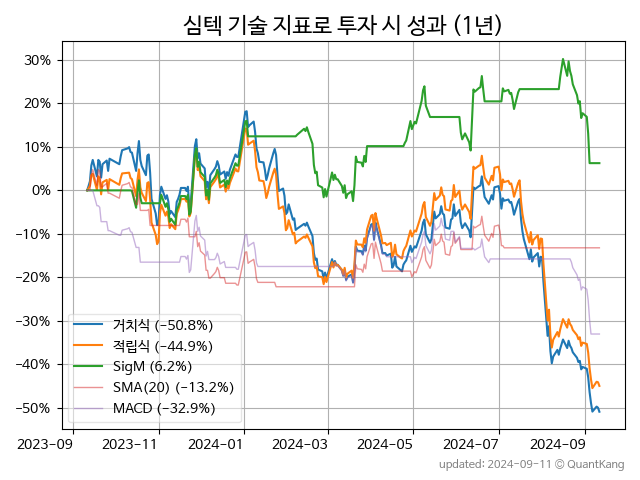 심텍 기술 지표로 투자 시 성과 (1년)
30%
20%
10%
0%
−10%
−20%
−30%
−40%
−50%
거치식 (−50.8%)
적립식 (−44.9%)
SigM (6.2%)
SMA(20) (−13.2%)
MACD (−32.9%)
2023-09 2023-11 2024-01 2024-03 2024-05 2024-07 2024-09
updated: 2024-09-11 © QuantKang